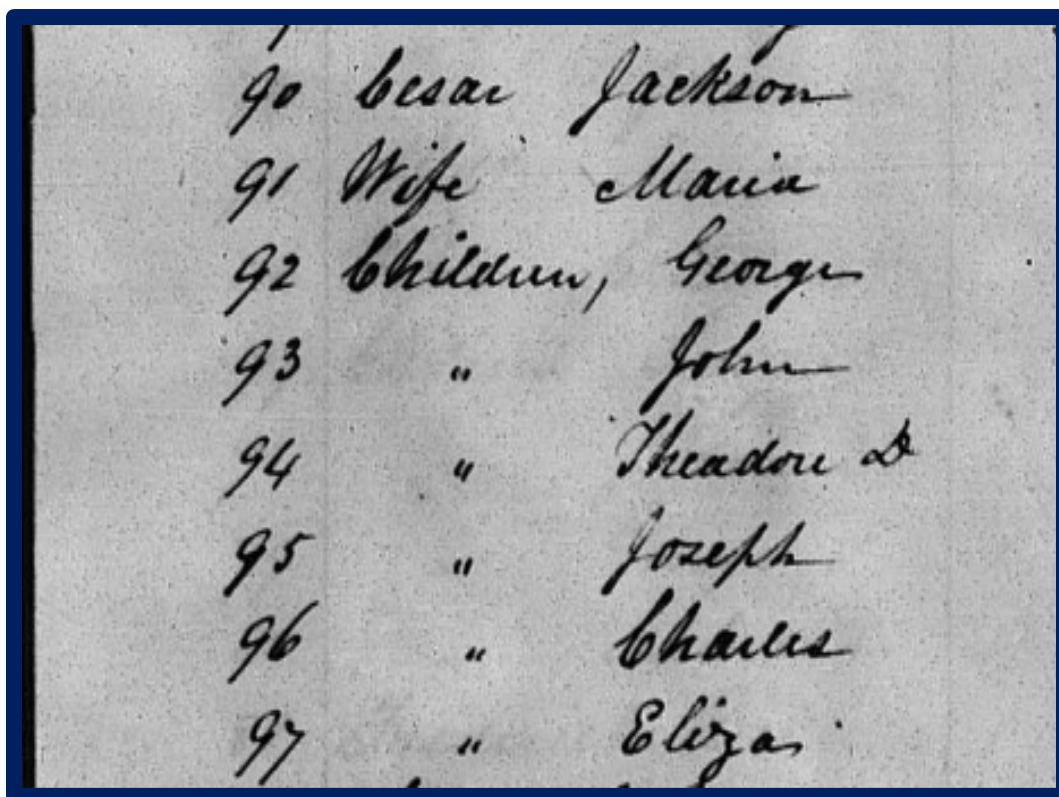 90 Cesar Jackson
91 Wife Maria
92 Children, George
93 " John
94 " Theadore D
95 " Joseph
96 " Charles
97 " Eliza